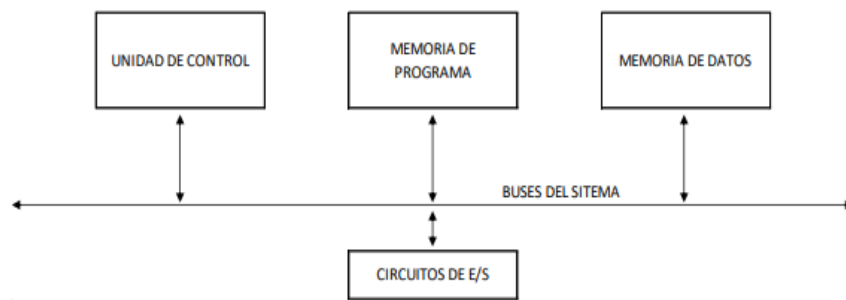 UNIDAD DE CONTROL
MEMORIA DE
PROGRAMA
MEMORIA DE DATOS
BUSES DEL SITEMA
CIRCUITOS DE E/S